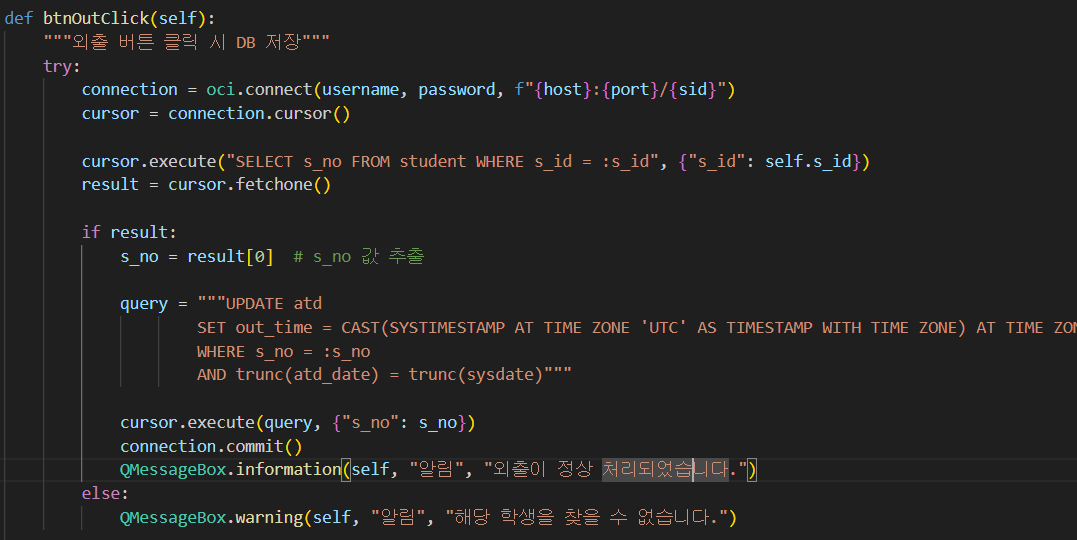 def btnOutClick(self):
"""외출 버튼 클릭 시 DB 저장"""
try:
connection = oci.connect(username, password, f"{host}:{port}/{sid}")
cursor = connection.cursor()
cursor.execute("SELECT s_no FROM student WHERE s_id = :s_id", {"s_id": self.s_id})
result = cursor.fetchone()
if result:
s_no = result[0]  # s_no 값 추출
query = """UPDATE atd
SET out_time = CAST(SYSTIMESTAMP AT TIME ZONE 'UTC' AS TIMESTAMP WITH TIME ZONE) AT TIME
WHERE s_no = :s_no
AND trunc(atd_date) = trunc(sysdate)"""
cursor.execute(query, {"s_no": s_no})
connection.commit()
QMessageBox.information(self, "알림", "외출이 정상 처리되었습니다.")
else:
QMessageBox.warning(self, "알림", "해당 학생을 찾을 수 없습니다.")